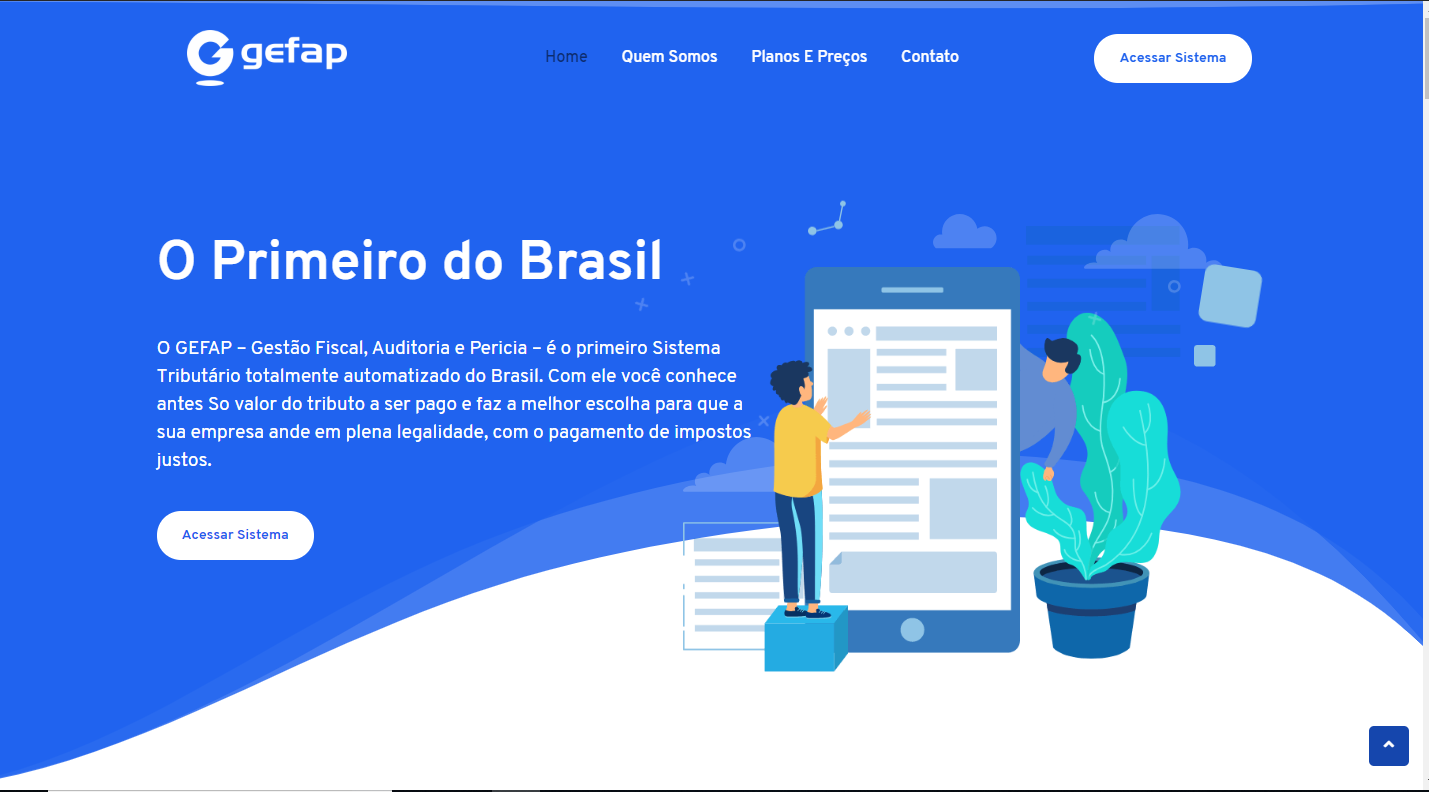 gefap
Home
Quem Somos
Planos E Preços
Contato
Acessar Sistema
O Primeiro do Brasil
O GEFAP – Gestão Fiscal, Auditoria e Pericia – é o primeiro Sistema
Tributário totalmente automatizado do Brasil. Com ele você conhece
antes So valor do tributo a ser pago e faz a melhor escolha para que a
sua empresa ande em plena legalidade, com o pagamento de impostos
justos.
Acessar Sistema